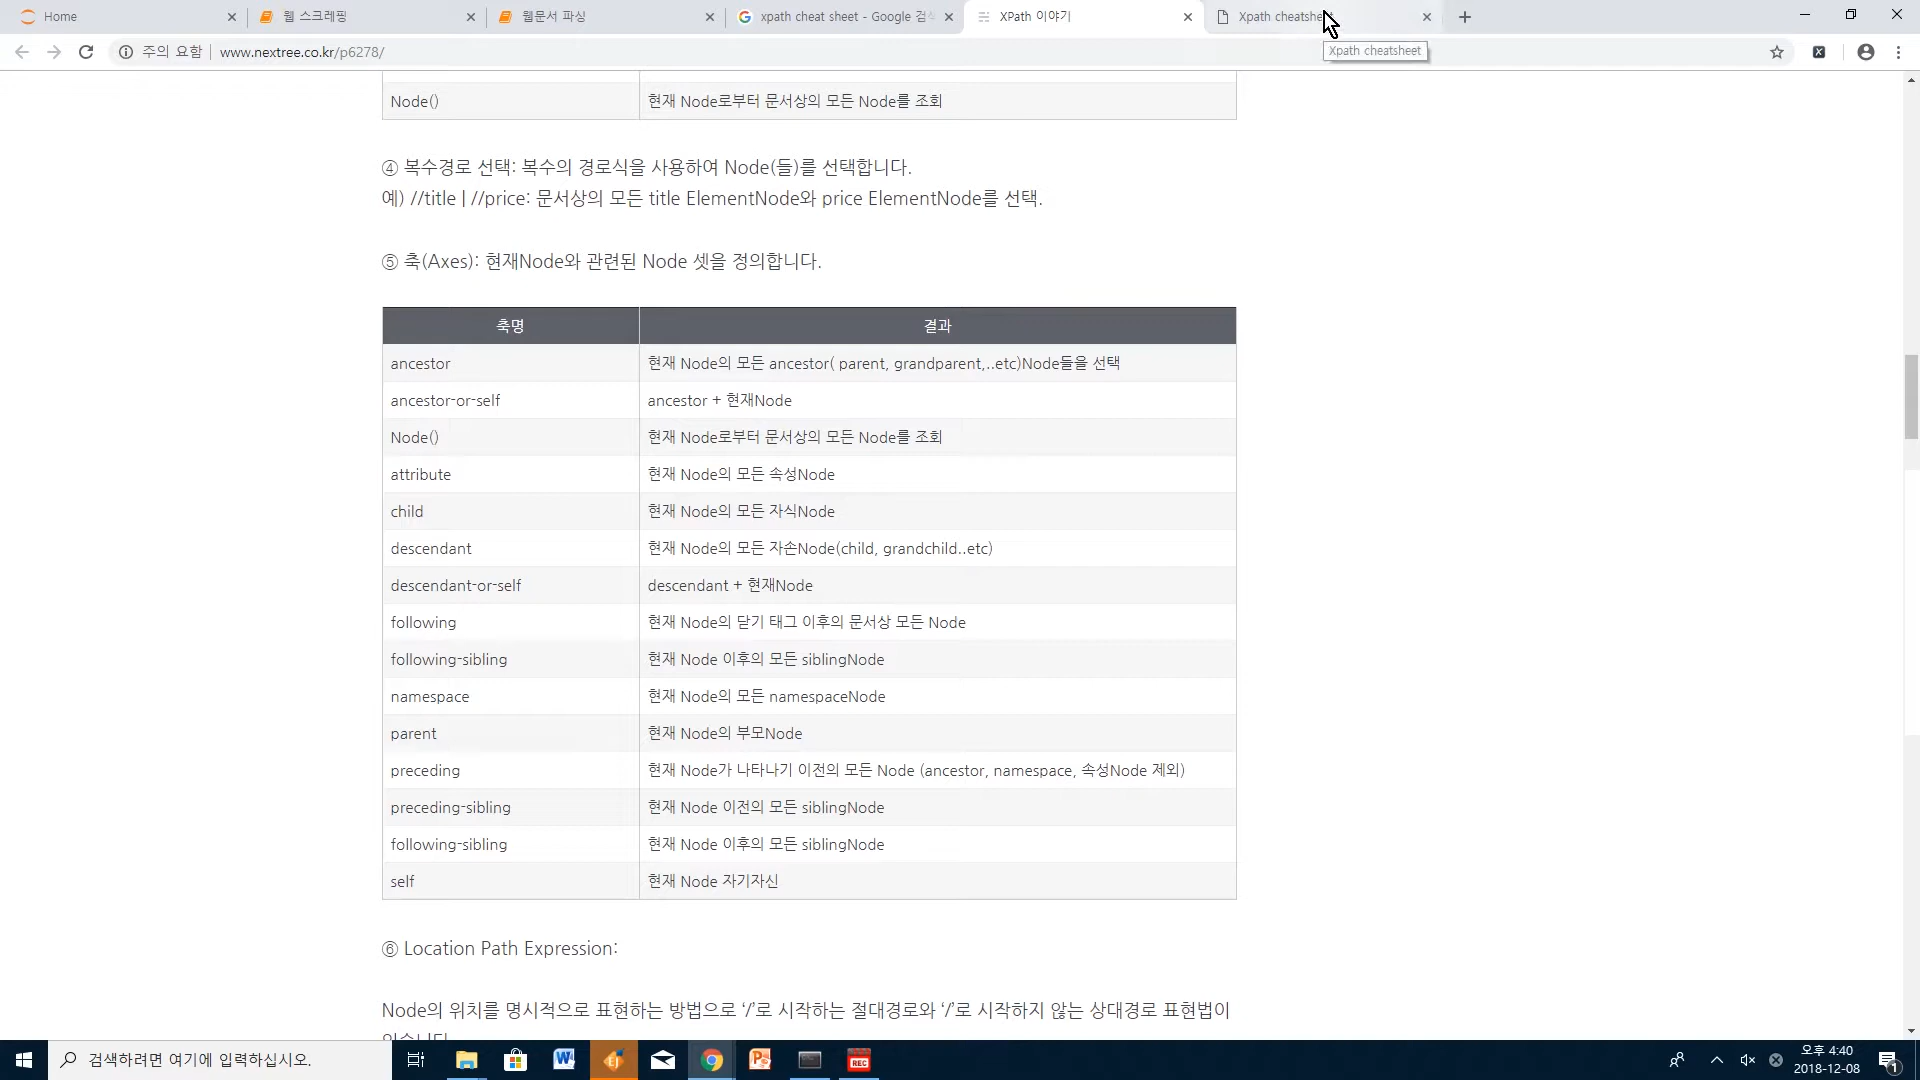 Home
웹 스크레핑
웹문서 파싱
xpath cheat sheet - Google 검색
XPath 이야기
Xpath cheatsheet
주의 요함
www.nextree.co.kr/p6278/
Xpath cheatsheet
Node() 현재 Node로부터 문서상의 모든 Node를 조회
④ 복수경로 선택: 복수의 경로식을 사용하여 Node(들)를 선택합니다.
예) //title | //price: 문서상의 모든 title ElementNode와 price ElementNode를 선택.
⑤ 축(Axes): 현재Node와 관련된 Node 셋을 정의합니다.
축명 결과
ancestor 현재 Node의 모든 ancestor( parent, grandparent,..etc)Node들을 선택
ancestor-or-self ancestor + 현재Node
Node() 현재 Node로부터 문서상의 모든 Node를 조회
attribute 현재 Node의 모든 속성Node
child 현재 Node의 모든 자식Node
descendant 현재 Node의 모든 자손Node(child, grandchild..etc)
descendant-or-self descendant + 현재Node
following 현재 Node의 닫기 태그 이후의 문서상 모든 Node
following-sibling 현재 Node 이후의 모든 siblingNode
namespace 현재 Node의 모든 namespaceNode
parent 현재 Node의 부모Node
preceding 현재 Node가 나타나기 이전의 모든 Node (ancestor, namespace, 속성Node 제외)
preceding-sibling 현재 Node 이전의 모든 siblingNode
following-sibling 현재 Node 이후의 모든 siblingNode
self 현재 Node 자기자신
⑥ Location Path Expression:
Node의 위치를 명시적으로 표현하는 방법으로 ‘/’로 시작하는 절대경로와 ‘/’로 시작하지 않는 상대경로 표현법이
검색하려면 여기에 입력하십시오.
REC
오후 4:40
2018-12-08
1